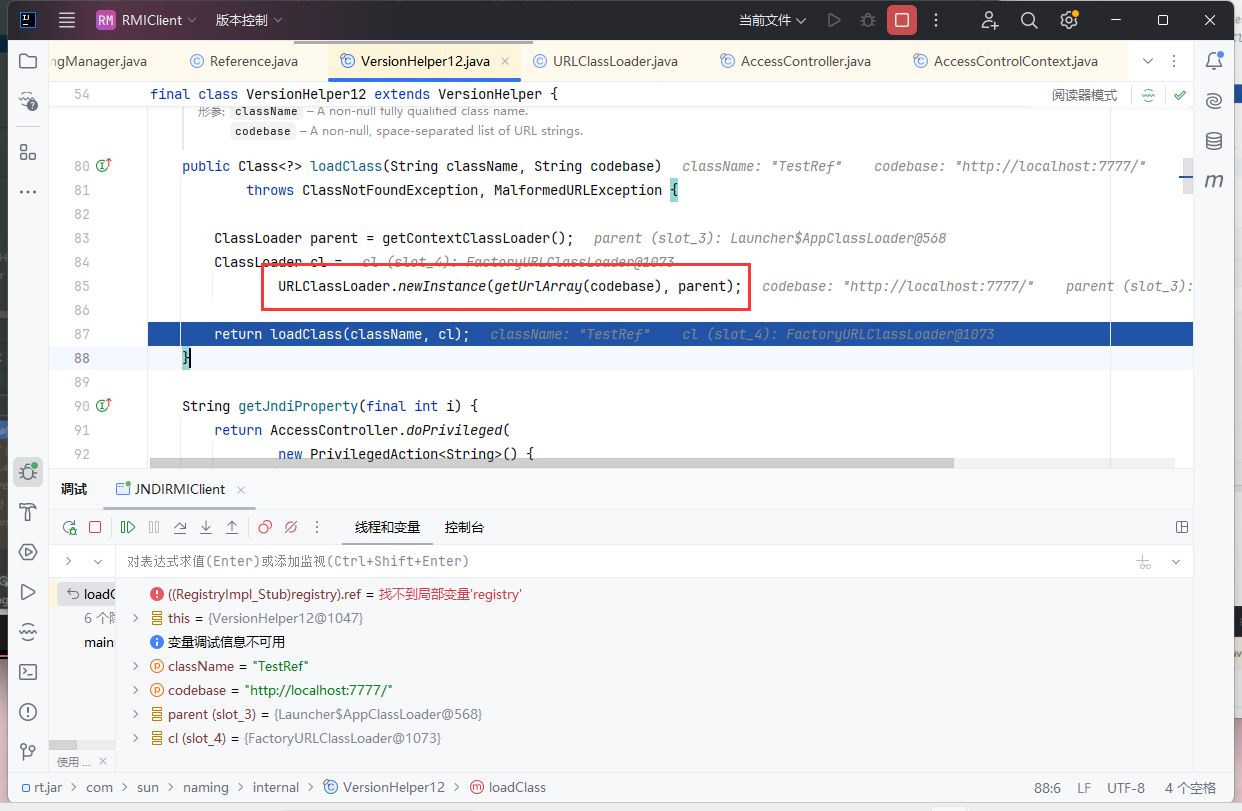 RM RMIClient 版本控制 当前文件
ngManager.java Reference.java VersionHelper12.java URLClassLoader.java AccessController.java AccessControlContext.java
54 final class VersionHelper12 extends VersionHelper { 阅读器模式
形参: className – A non-null fully qualified class name.
codebase – A non-null, space-separated list of URL strings.
80 public Class<?> loadClass(String className, String codebase) className: "TestRef" codebase: "http://localhost:7777/"
81 throws ClassNotFoundException, MalformedURLException {
82
83 ClassLoader parent = getContextClassLoader(); parent (slot_3): Launcher$AppClassLoader@568
84 ClassLoader cl = cl (slot_4): FactoryURLClassLoader@1073
85 URLClassLoader.newInstance(getUrlArray(codebase), parent); codebase: "http://localhost:7777/" parent (slot_3):
86
87 return loadClass(className, cl); className: "TestRef" cl (slot_4): FactoryURLClassLoader@1073
88 }
89
90 String getJndiProperty(final int i) {
91 return AccessController.doPrivileged(
92 new PrivilegedAction<String>() {
调试 JNDIRMIClient
线程和变量 控制台
对表达式求值(Enter)或添加监视(Ctrl+Shift+Enter)
loadC ((RegistryImpl_Stub)registry).ref = 找不到局部变量'registry'
6 个 this = {VersionHelper12@1047}
main: 变量调试信息不可用
className = "TestRef"
codebase = "http://localhost:7777/"
parent (slot_3) = {Launcher$AppClassLoader@568}
cl (slot_4) = {FactoryURLClassLoader@1073}
使用 ...
rt.jar com sun naming internal VersionHelper12 loadClass 88:6 LF UTF-8 4 个空格